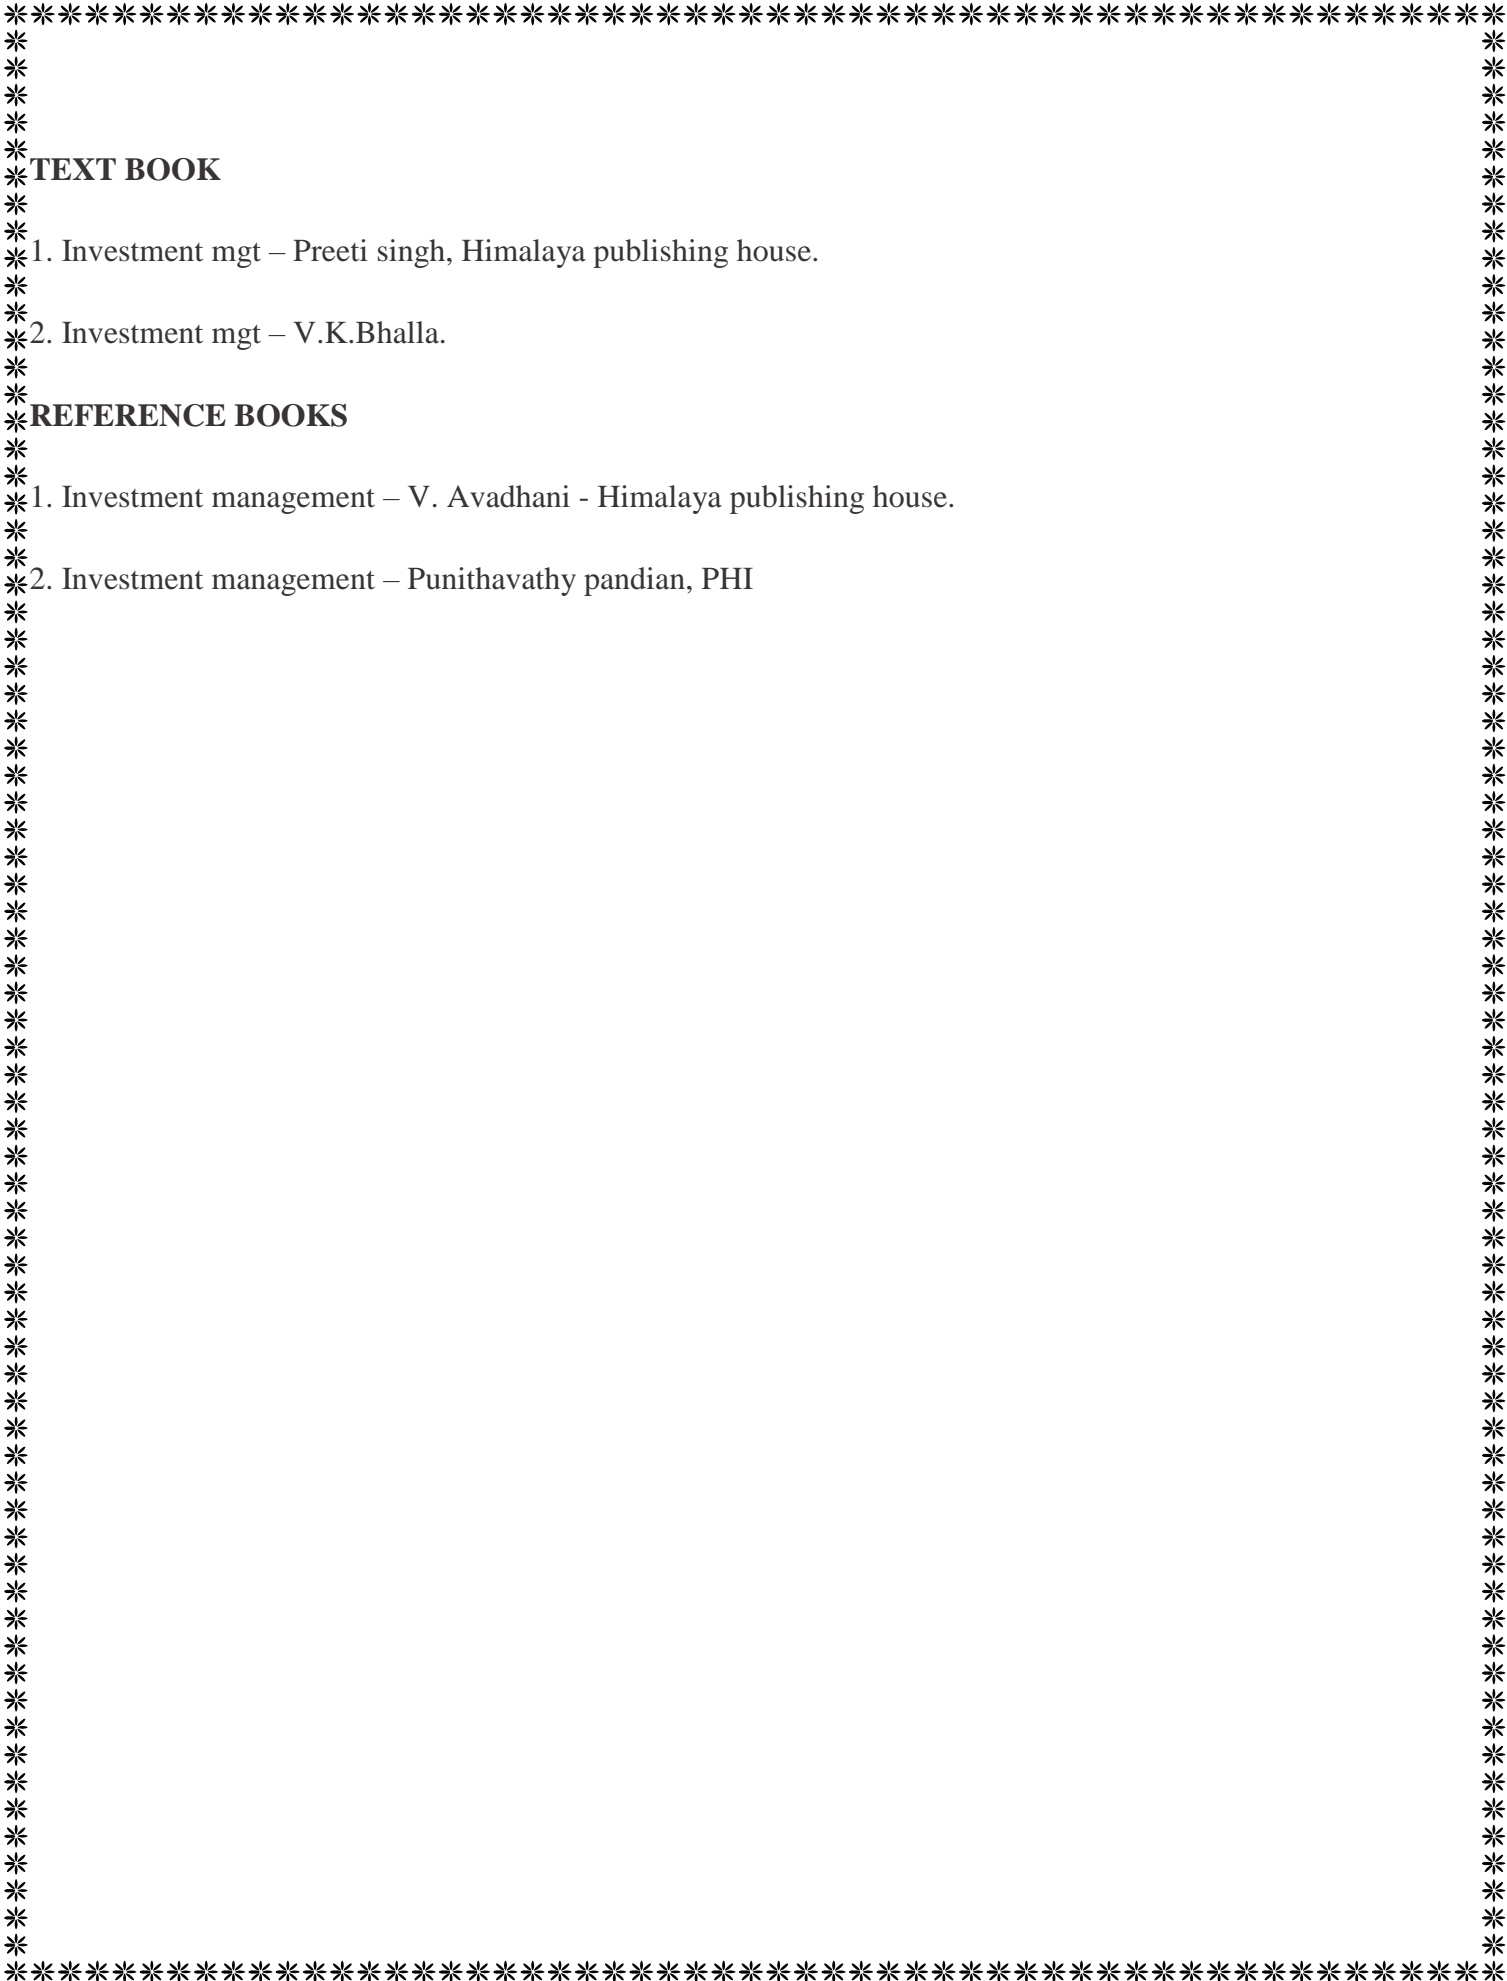 TEXT BOOK
1. Investment mgt – Preeti singh, Himalaya publishing house.
2. Investment mgt – V.K.Bhalla.
REFERENCE BOOKS
1. Investment management – V. Avadhani - Himalaya publishing house.
2. Investment management – Punithavathy pandian, PHI